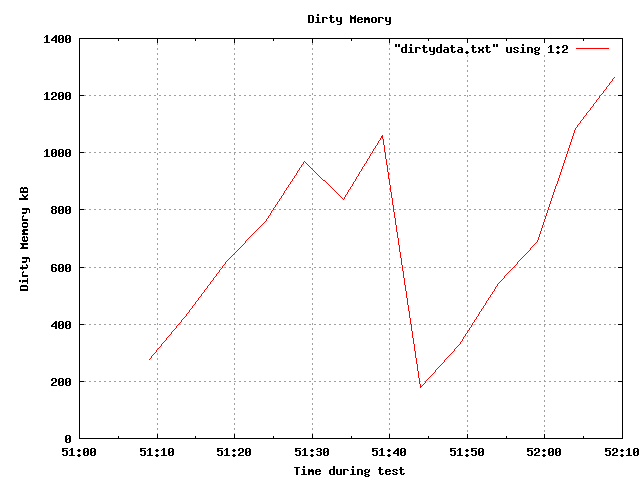 Dirty Memory
1400
"dirtydata.txt" using 1:2
1200
1000
800
Dirty Memory kB
600
400
200
0
51:00 51:10 51:20 51:30 51:40 51:50 52:00 52:10
Time during test